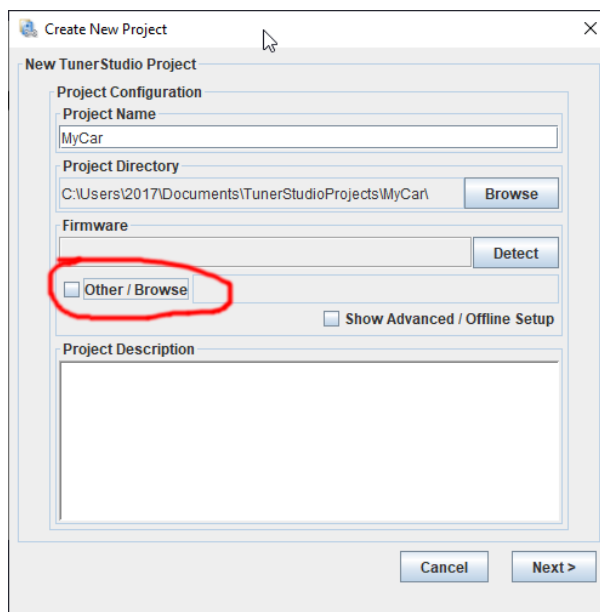 Create New Project
New TunerStudio Project
Project Configuration
Project Name
MyCar
Project Directory
C:\Users\2017\Documents\TunerStudioProjects\MyCar\ Browse
Firmware
Detect
Other / Browse
Show Advanced / Offline Setup
Project Description
Cancel Next >